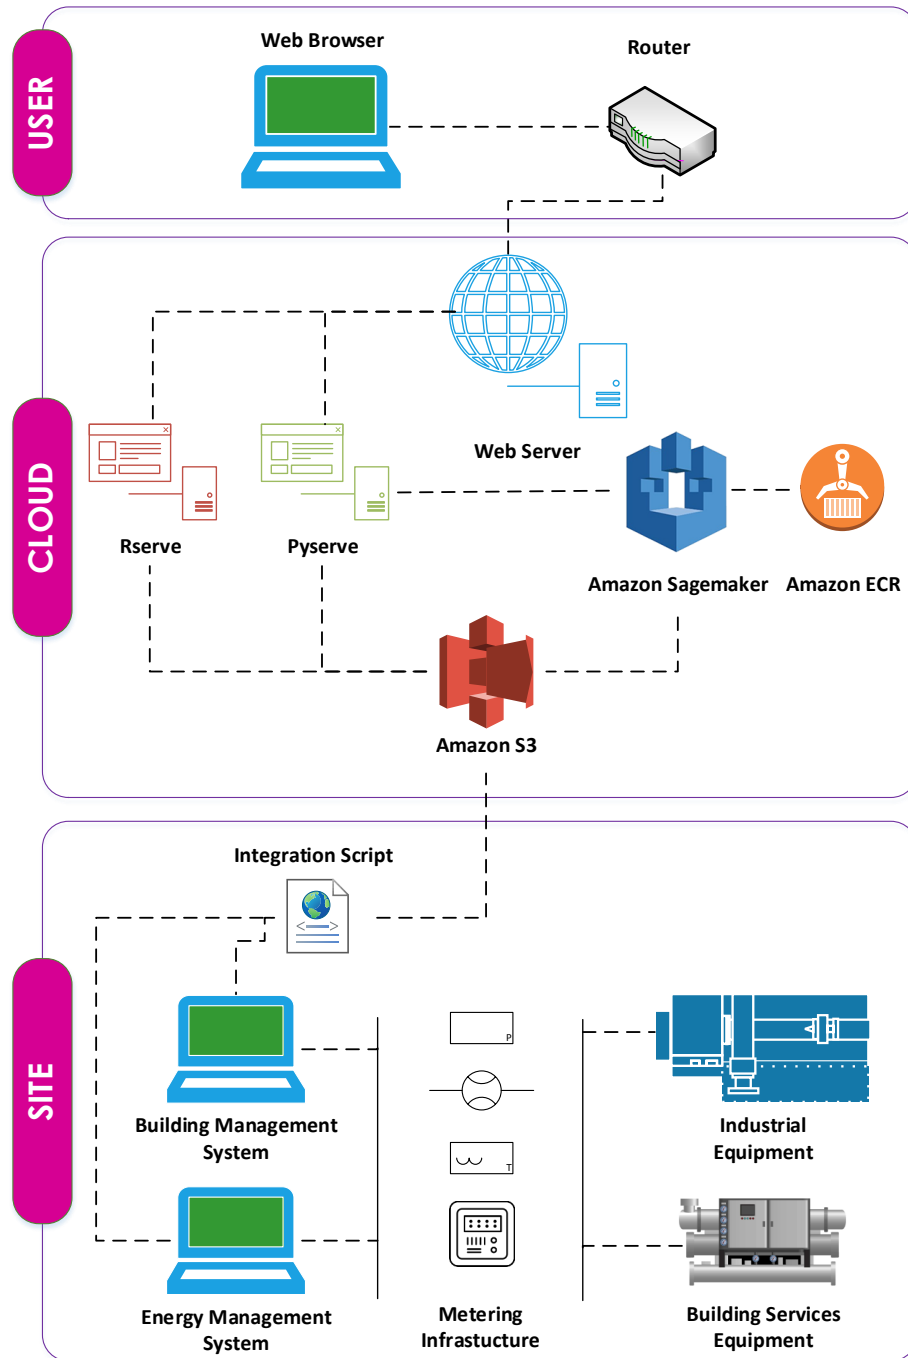 USER
Web Browser
Router
CLOUD
Web Server
Rserve
Pyserve
Amazon Sagemaker
Amazon ECR
Amazon S3
SITE
Integration Script
P
Building Management
System
Industrial
Equipment
T
Energy Management
System
Metering
Infrastucture
Building Services
Equipment